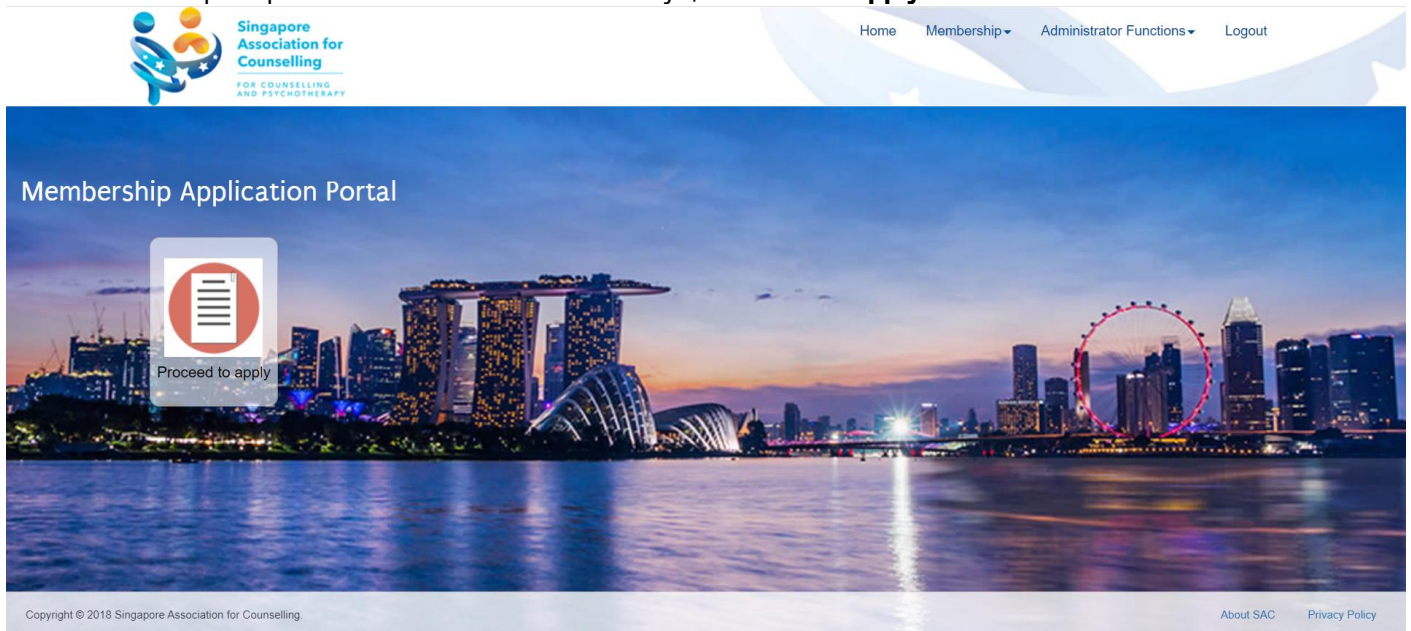 Singapore
Association for
Counselling
FOR COUNSELLING
AND PSYCHOTHERAPY
Home Membership Administrator Functions Logout
Membership Application Portal
Proceed to apply
Copyright © 2018 Singapore Association for Counselling. About SAC Privacy Policy